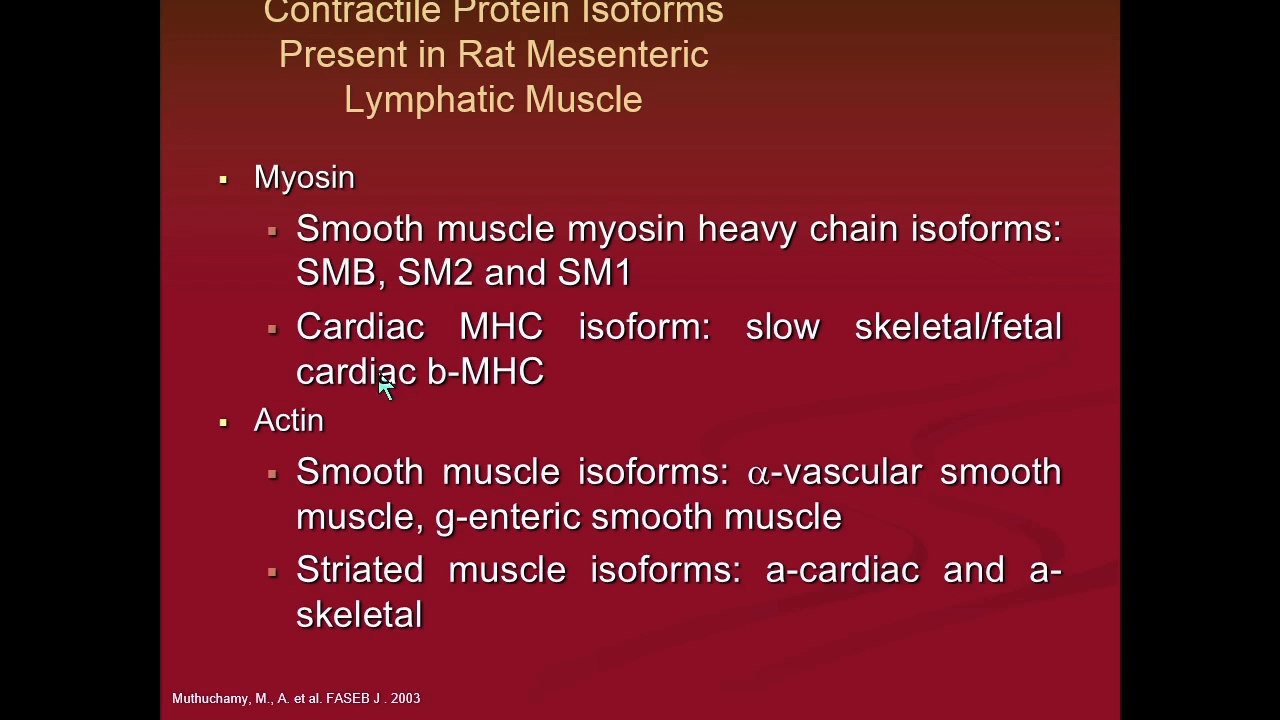 Contractile Protein Isoforms
Present in Rat Mesenteric
Lymphatic Muscle
▪ Myosin
▪ Smooth muscle myosin heavy chain isoforms:
SMB, SM2 and SM1
▪ Cardiac MHC isoform: slow skeletal/fetal
cardiac b-MHC
▪ Actin
▪ Smooth muscle isoforms: α-vascular smooth
muscle, g-enteric smooth muscle
▪ Striated muscle isoforms: a-cardiac and a-
skeletal
Muthuchamy, M., A. et al. FASEB J . 2003